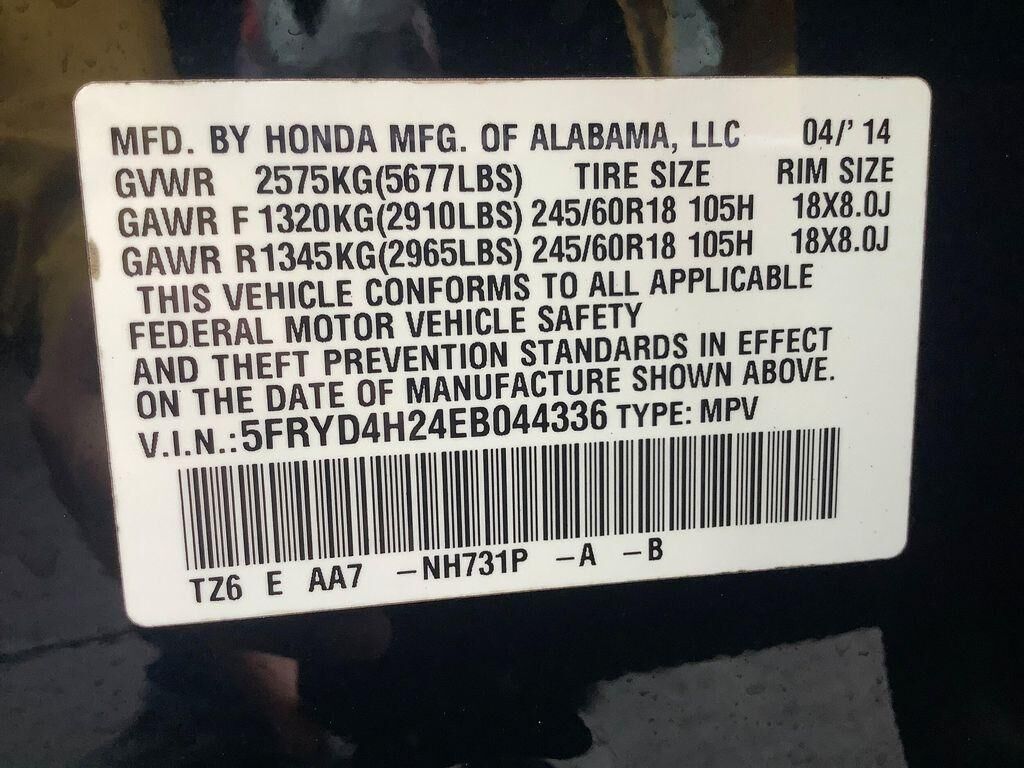 MFD. BY HONDA MFG. OF ALABAMA, LLC 04/'14
GVWR 2575KG(5677LBS) TIRE SIZE RIM SIZE
GAWR F 1320KG(2910LBS) 245/60R18 105H 18X8.0J
GAWR R 1345KG(2965LBS) 245/60R18 105H 18X8.0J
THIS VEHICLE CONFORMS TO ALL APPLICABLE
FEDERAL MOTOR VEHICLE SAFETY
AND THEFT PREVENTION STANDARDS IN EFFECT
ON THE DATE OF MANUFACTURE SHOWN ABOVE.
V.I.N.: 5FRYD4H24EB044336 TYPE: MPV
TZ6 E AA7 -NH731P -A -B